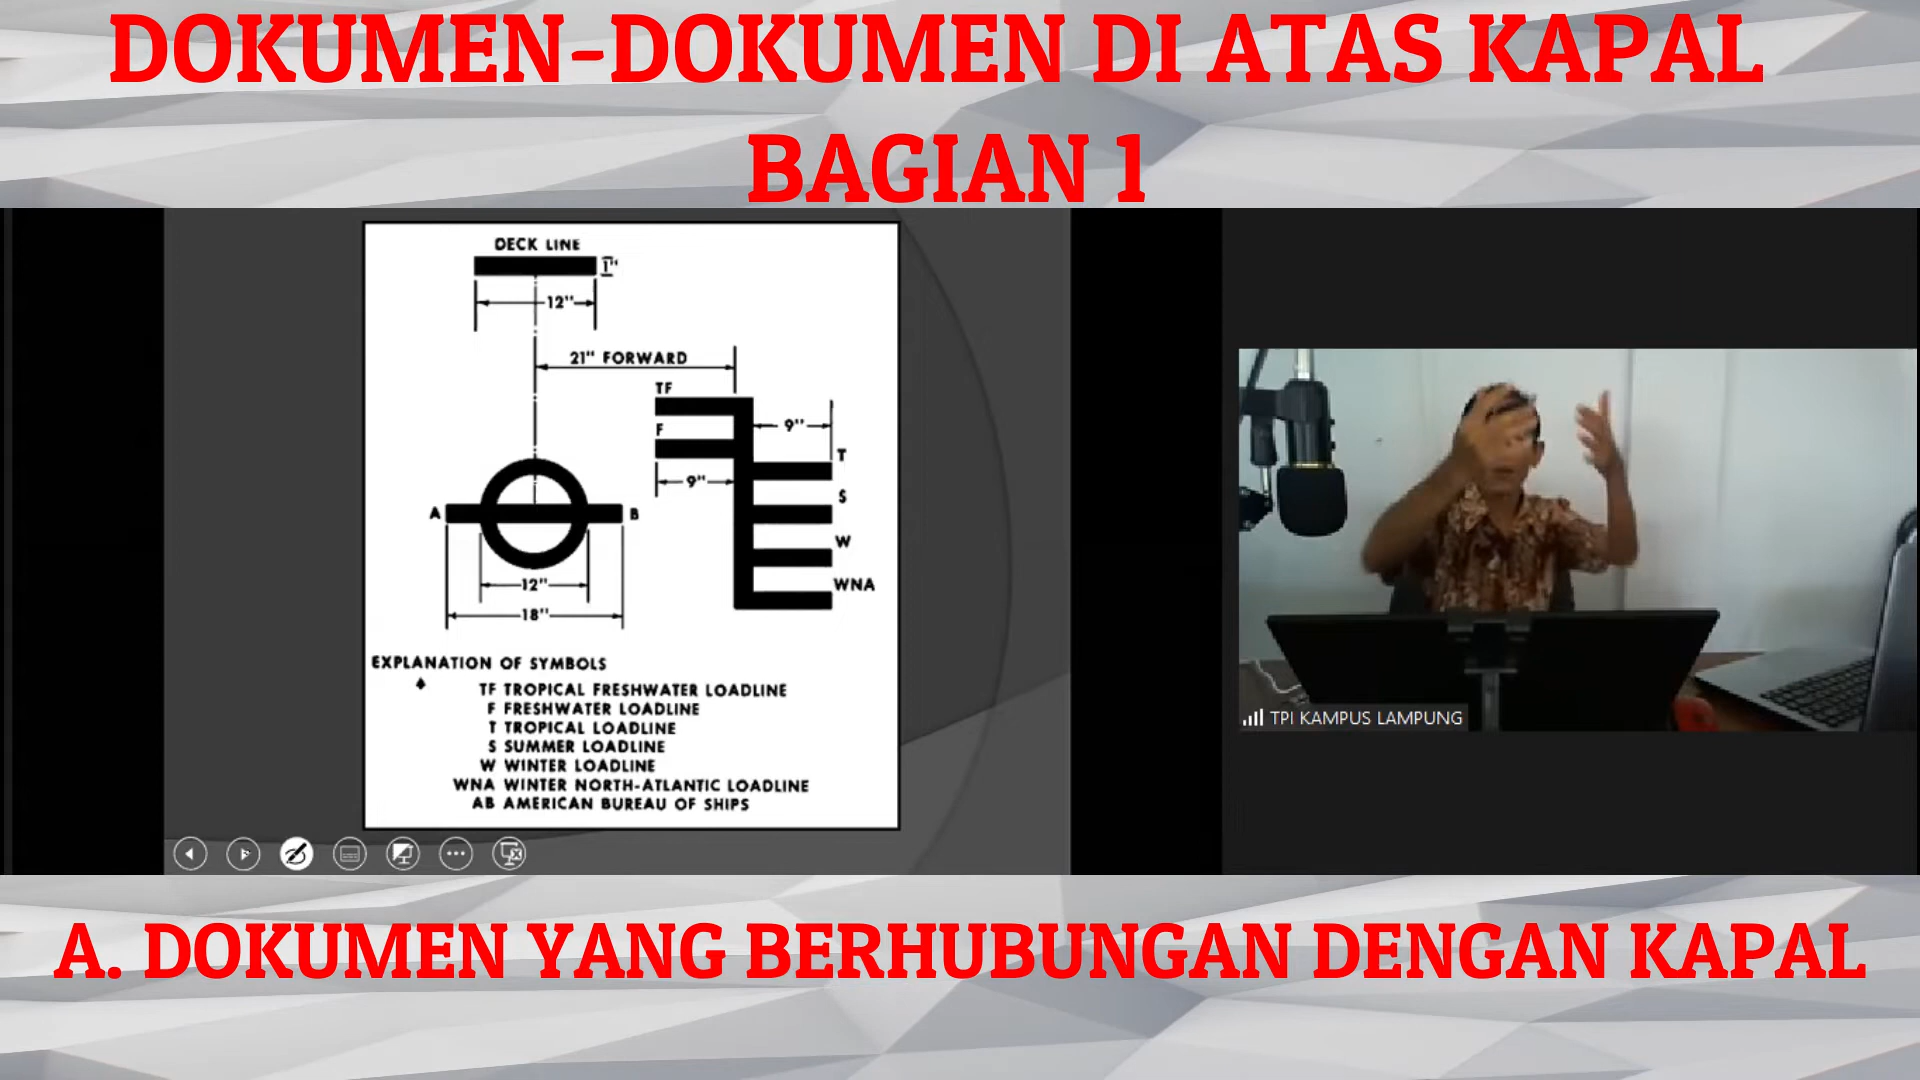 DOKUMEN-DOKUMEN DI ATAS KAPAL
BAGIAN 1
DECK LINE
1"
12"
21" FORWARD
TF
F
9"
9"
T
S
W
WNA
A
B
12"
18"
EXPLANATION OF SYMBOLS
TF TROPICAL FRESHWATER LOADLINE
F FRESHWATER LOADLINE
T TROPICAL LOADLINE
S SUMMER LOADLINE
W WINTER LOADLINE
WNA WINTER NORTH-ATLANTIC LOADLINE
AB AMERICAN BUREAU OF SHIPS
TPI KAMPUS LAMPUNG
A. DOKUMEN YANG BERHUBUNGAN DENGAN KAPAL